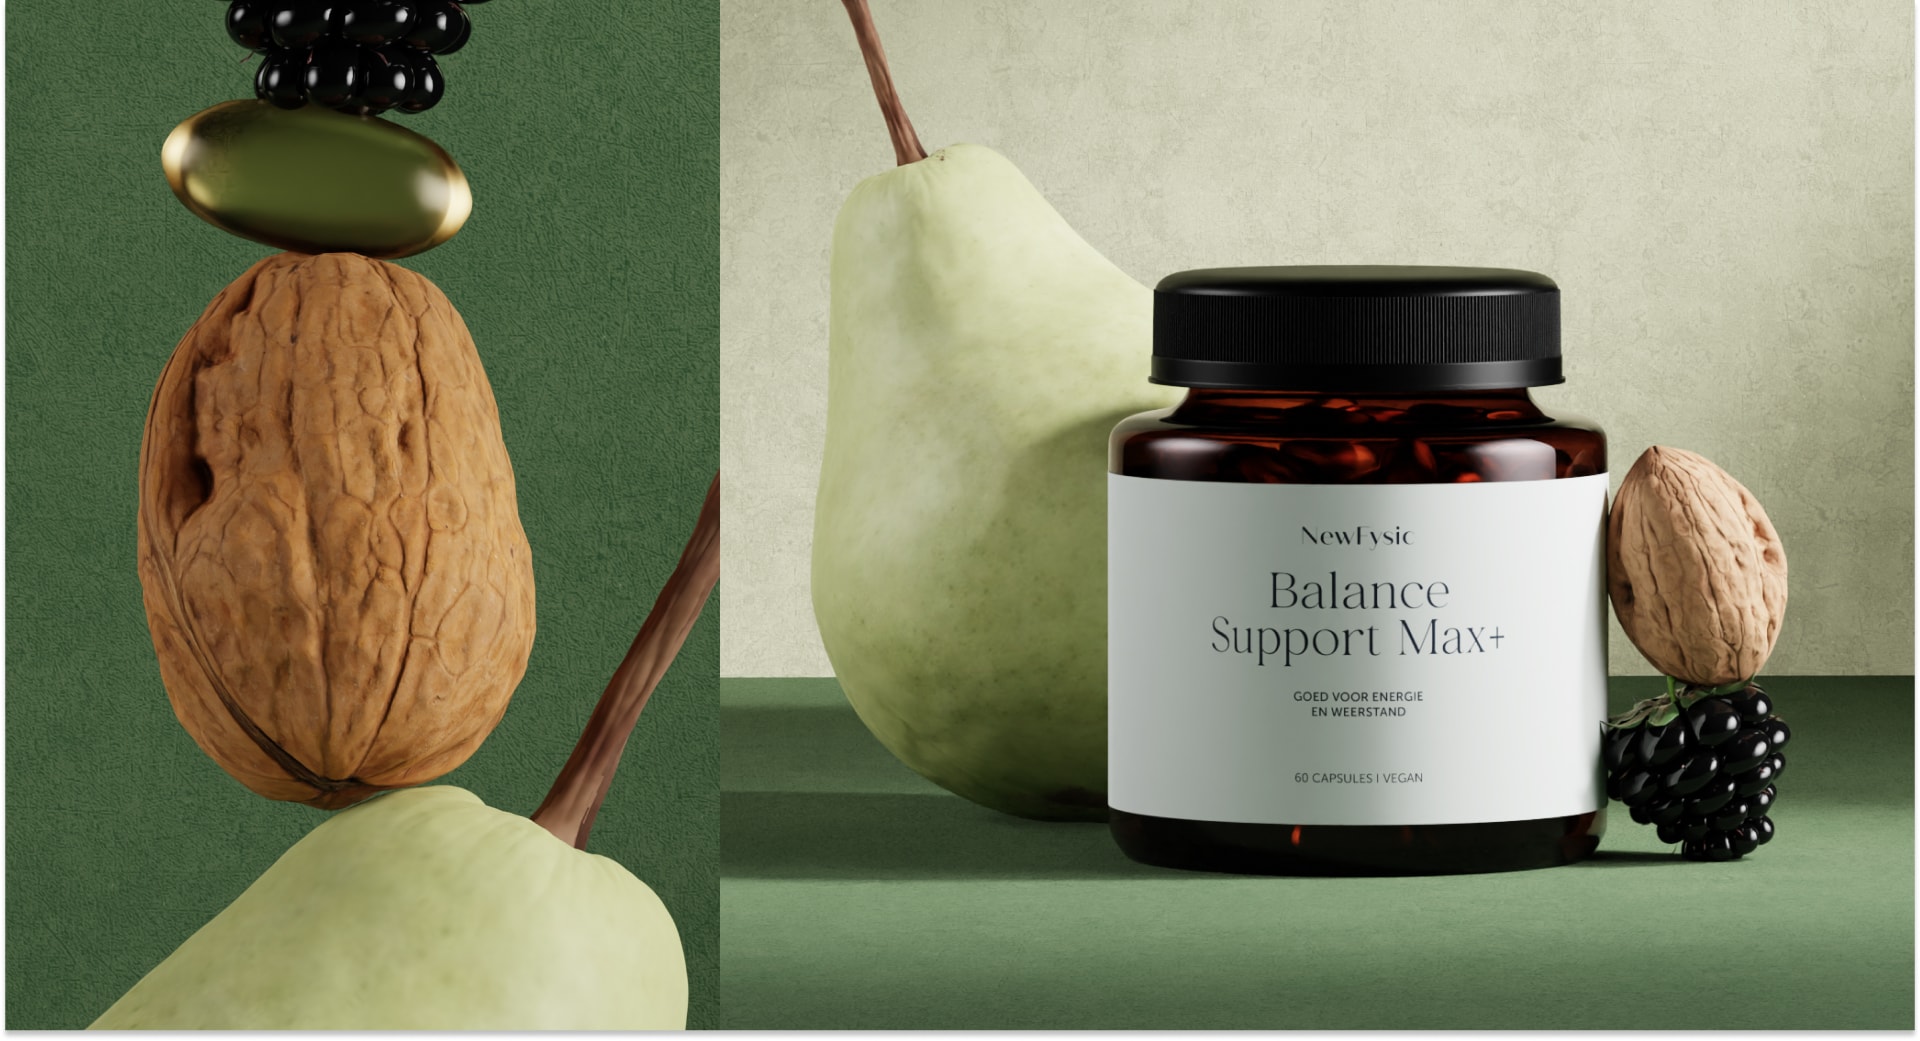 NewFysic
Balance
Support Max+
GOED VOOR ENERGIE
EN WEERSTAND
60 CAPSULES | VEGAN